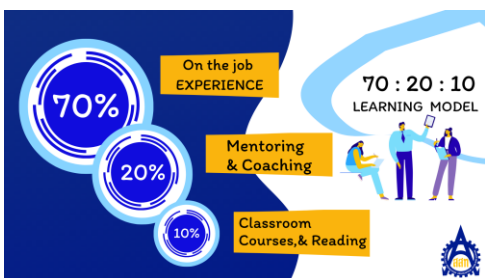 70%
On the job
EXPERIENCE
20%
Mentoring
& Coaching
10%
Classroom
Courses,& Reading
70 : 20 : 10
LEARNING MODEL